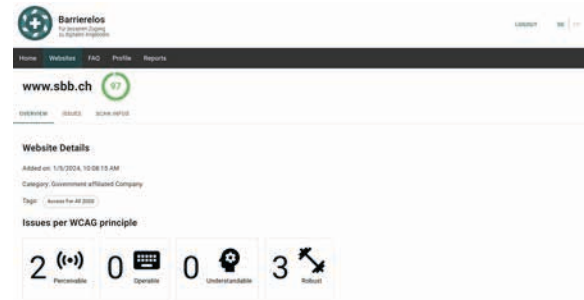 Barrierelos
für besseren Zugang
zu digitalen Angeboten
LOGOUT DE
Home Websites FAQ Profile Reports
www.sbb.ch 97
OVERVIEW ISSUES SCAN INFOS
Website Details
Added on: 1/5/2024, 10:08:15 AM
Category: Government affiliated Company
Tags: Access For All 2020
Issues per WCAG principle
2 Perceivable 0 Operable 0 Understandable 3 Robust